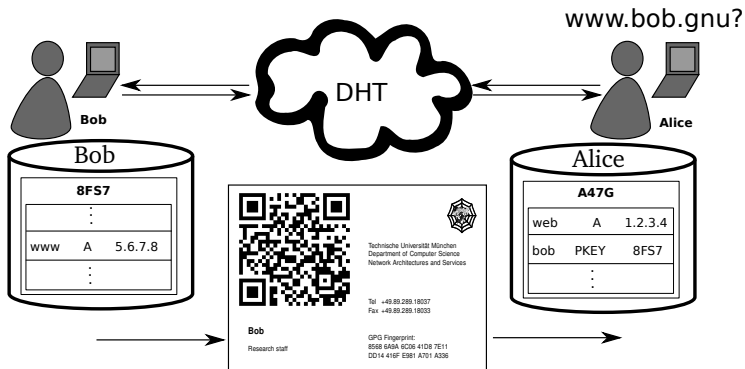 www.bob.gnu?
DHT
Bob
Alice
Bob
8FS7
www A 5.6.7.8
Alice
A47G
web A 1.2.3.4
bob PKEY 8FS7
Technische Universität München
Department of Computer Science
Network Architectures and Services
Tel +49.89.289.18037
Fax +49.89.289.18033
Bob
Research staff
GPG Fingerprint:
8568 6A9A 6C06 41D8 7E11
DD14 416F E981 A701 A336